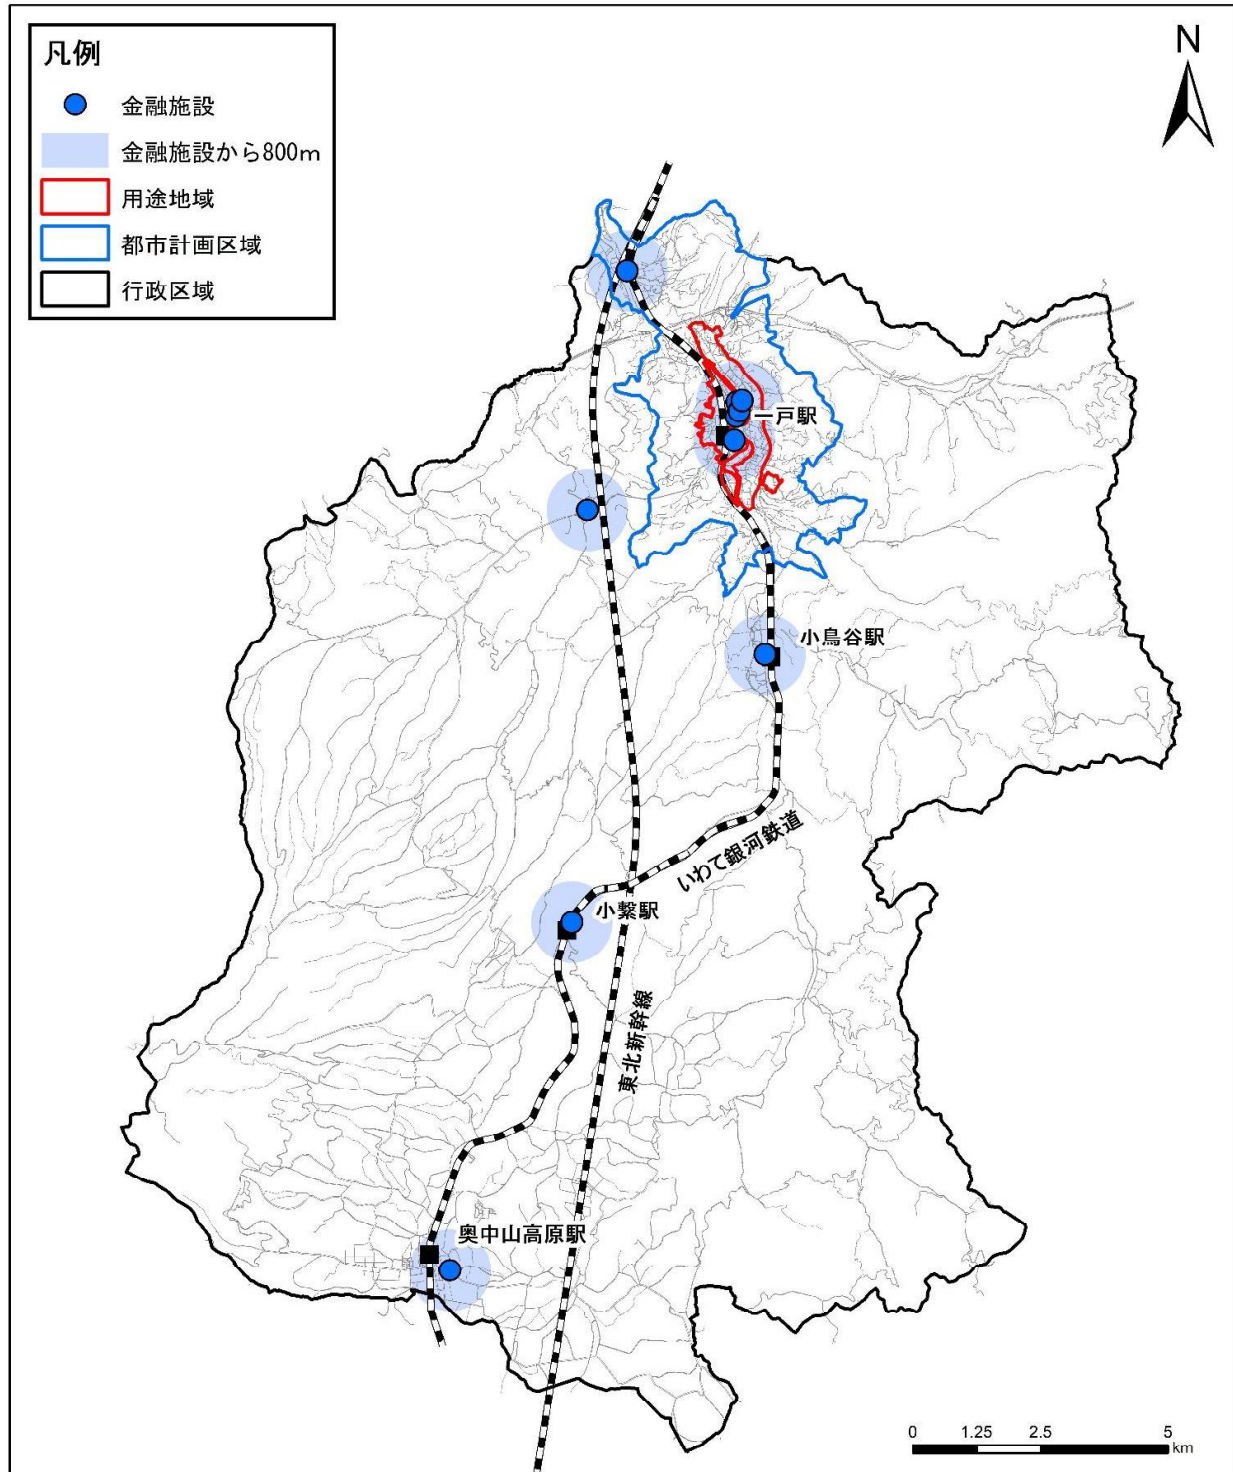 凡例
金融施設
金融施設から800m
用途地域
都市計画区域
行政区域
N
一戸駅
小鳥谷駅
いわて銀河鉄道
小繋駅
東北新幹線
奥中山高原駅
0 1.25 2.5 5
km